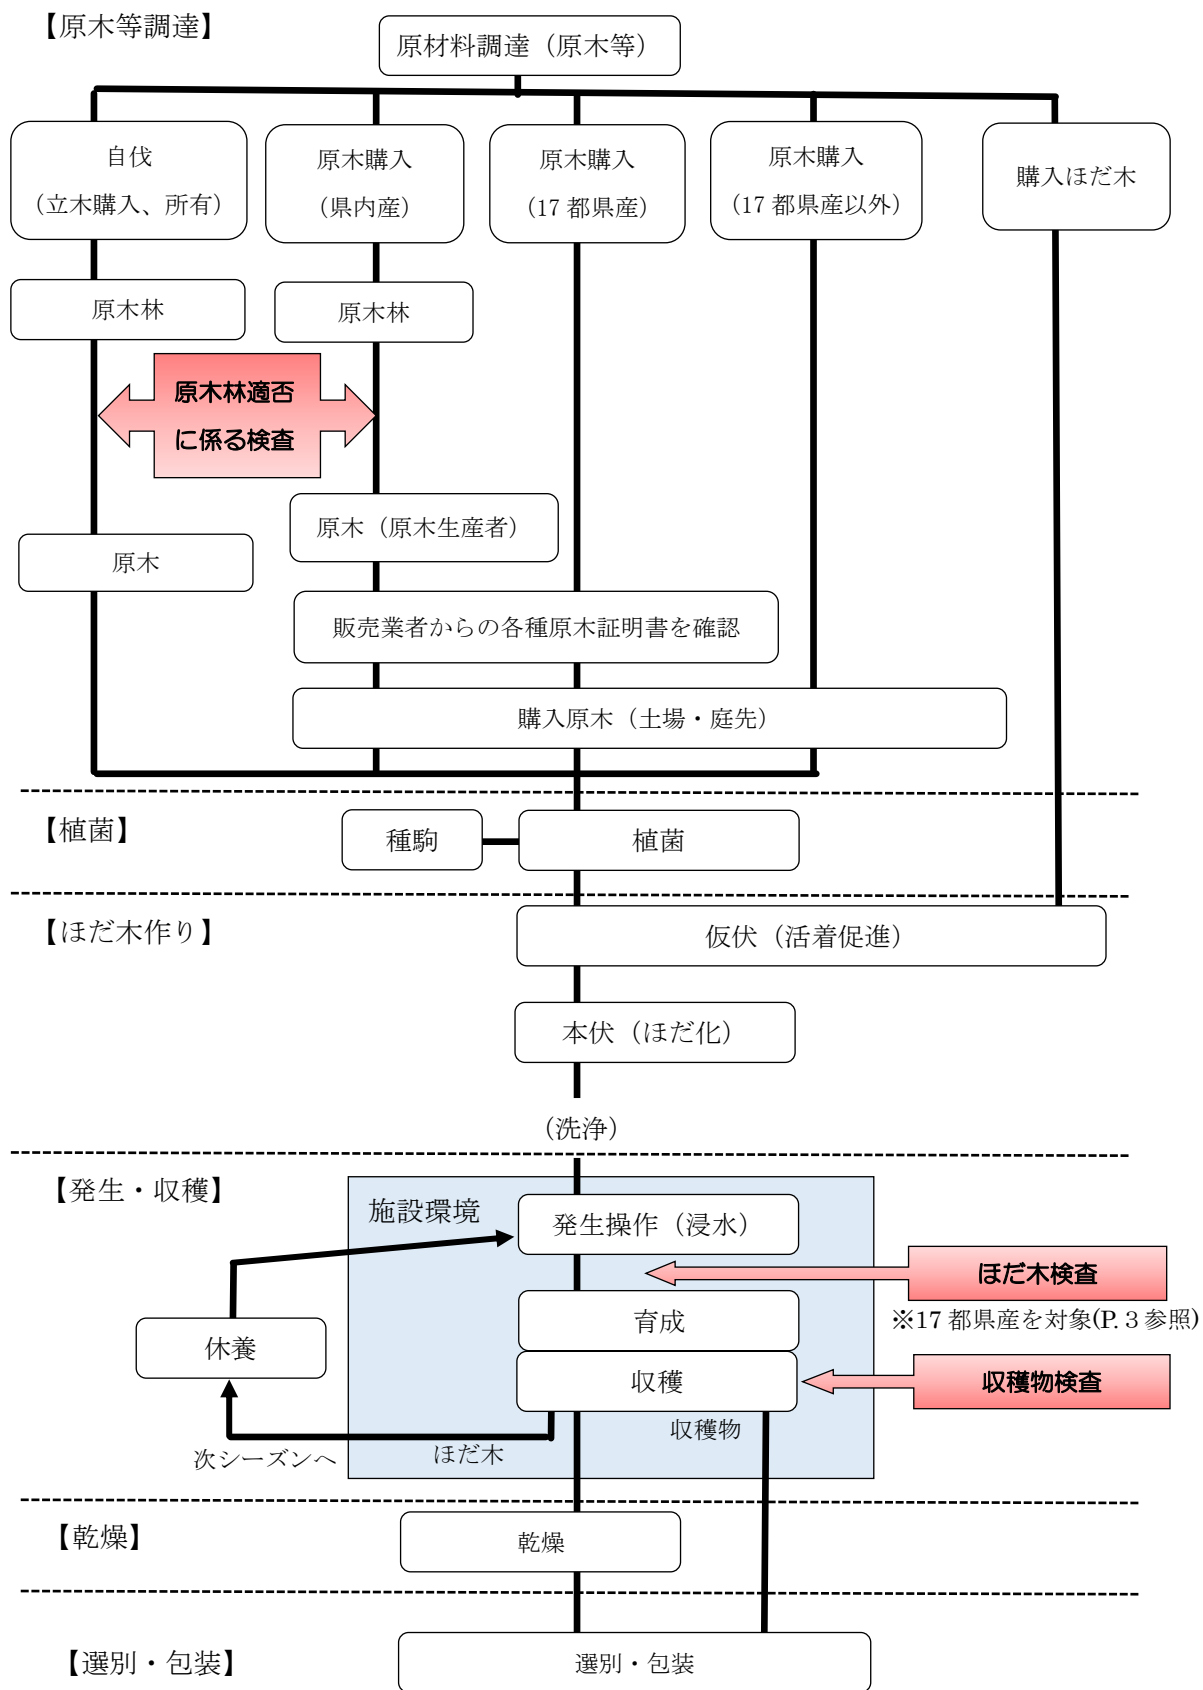 【原木等調達】
原材料調達（原木等）
自伐
（立木購入、所有）
原木購入
（県内産）
原木購入
（17 都県産）
原木購入
（17 都県産以外）
購入ほだ木
原木林
原木林
原木林適否
に係る検査
原木（原木生産者）
原木
販売業者からの各種原木証明書を確認
購入原木（土場・庭先）
【植菌】
種駒
植菌
【ほだ木作り】
仮伏（活着促進）
本伏（ほだ化）
（洗浄）
【発生・収穫】
施設環境
発生操作（浸水）
ほだ木検査
※17 都県産を対象(P.３参照)
育成
休養
収穫
収穫物検査
収穫物
次シーズンへ
ほだ木
【乾燥】
乾燥
【選別・包装】
選別・包装